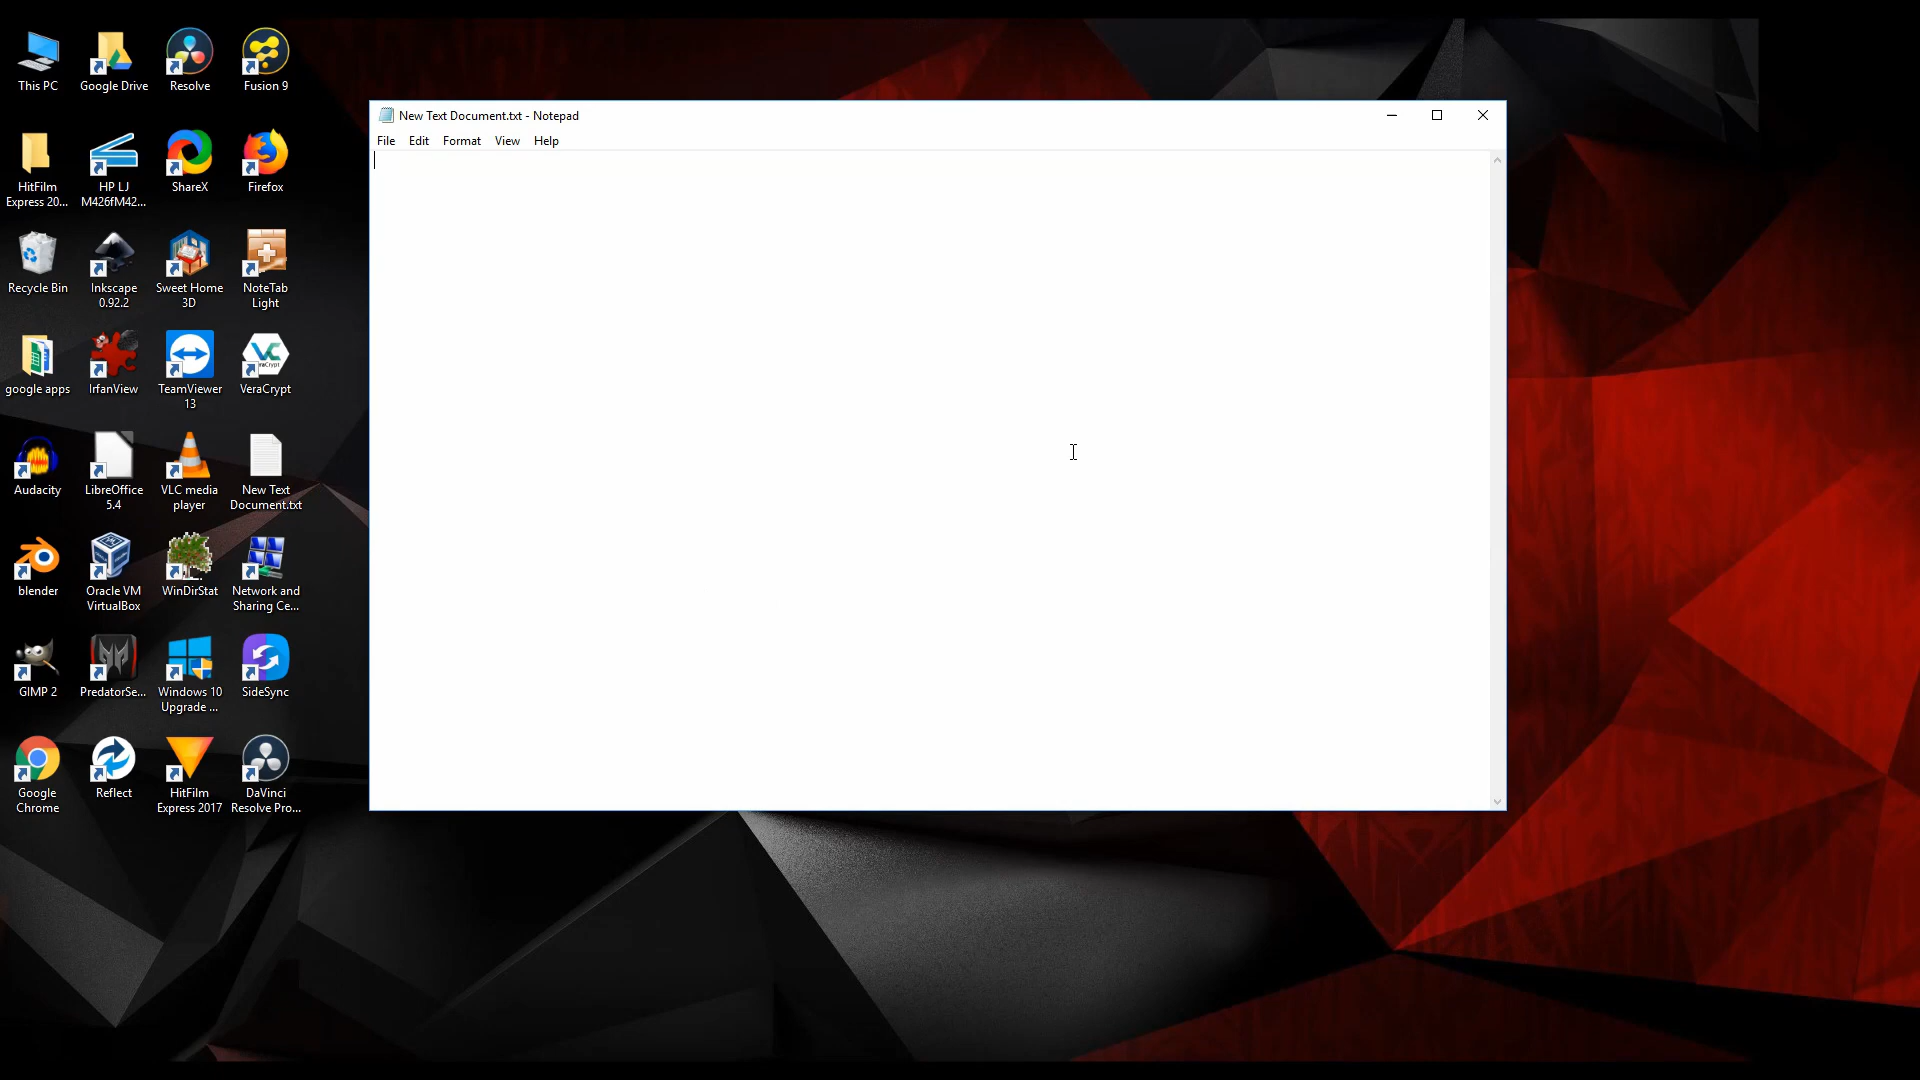 This PC
Google Drive
Resolve
Fusion 9
New Text Document.txt - Notepad
File Edit Format View Help
HitFilm
Express 20...
HP LJ
M426fM42...
ShareX
Firefox
Recycle Bin
Inkscape
0.92.2
Sweet Home
3D
NoteTab
Light
google apps
IrfanView
TeamViewer
13
VeraCrypt
Audacity
LibreOffice
5.4
VLC media
player
New Text
Document.txt
blender
Oracle VM
VirtualBox
WinDirStat
Network and
Sharing Ce...
GIMP 2
PredatorSe...
Windows 10
Upgrade ...
SideSync
Google
Chrome
Reflect
HitFilm
Express 2017
DaVinci
Resolve Pro...